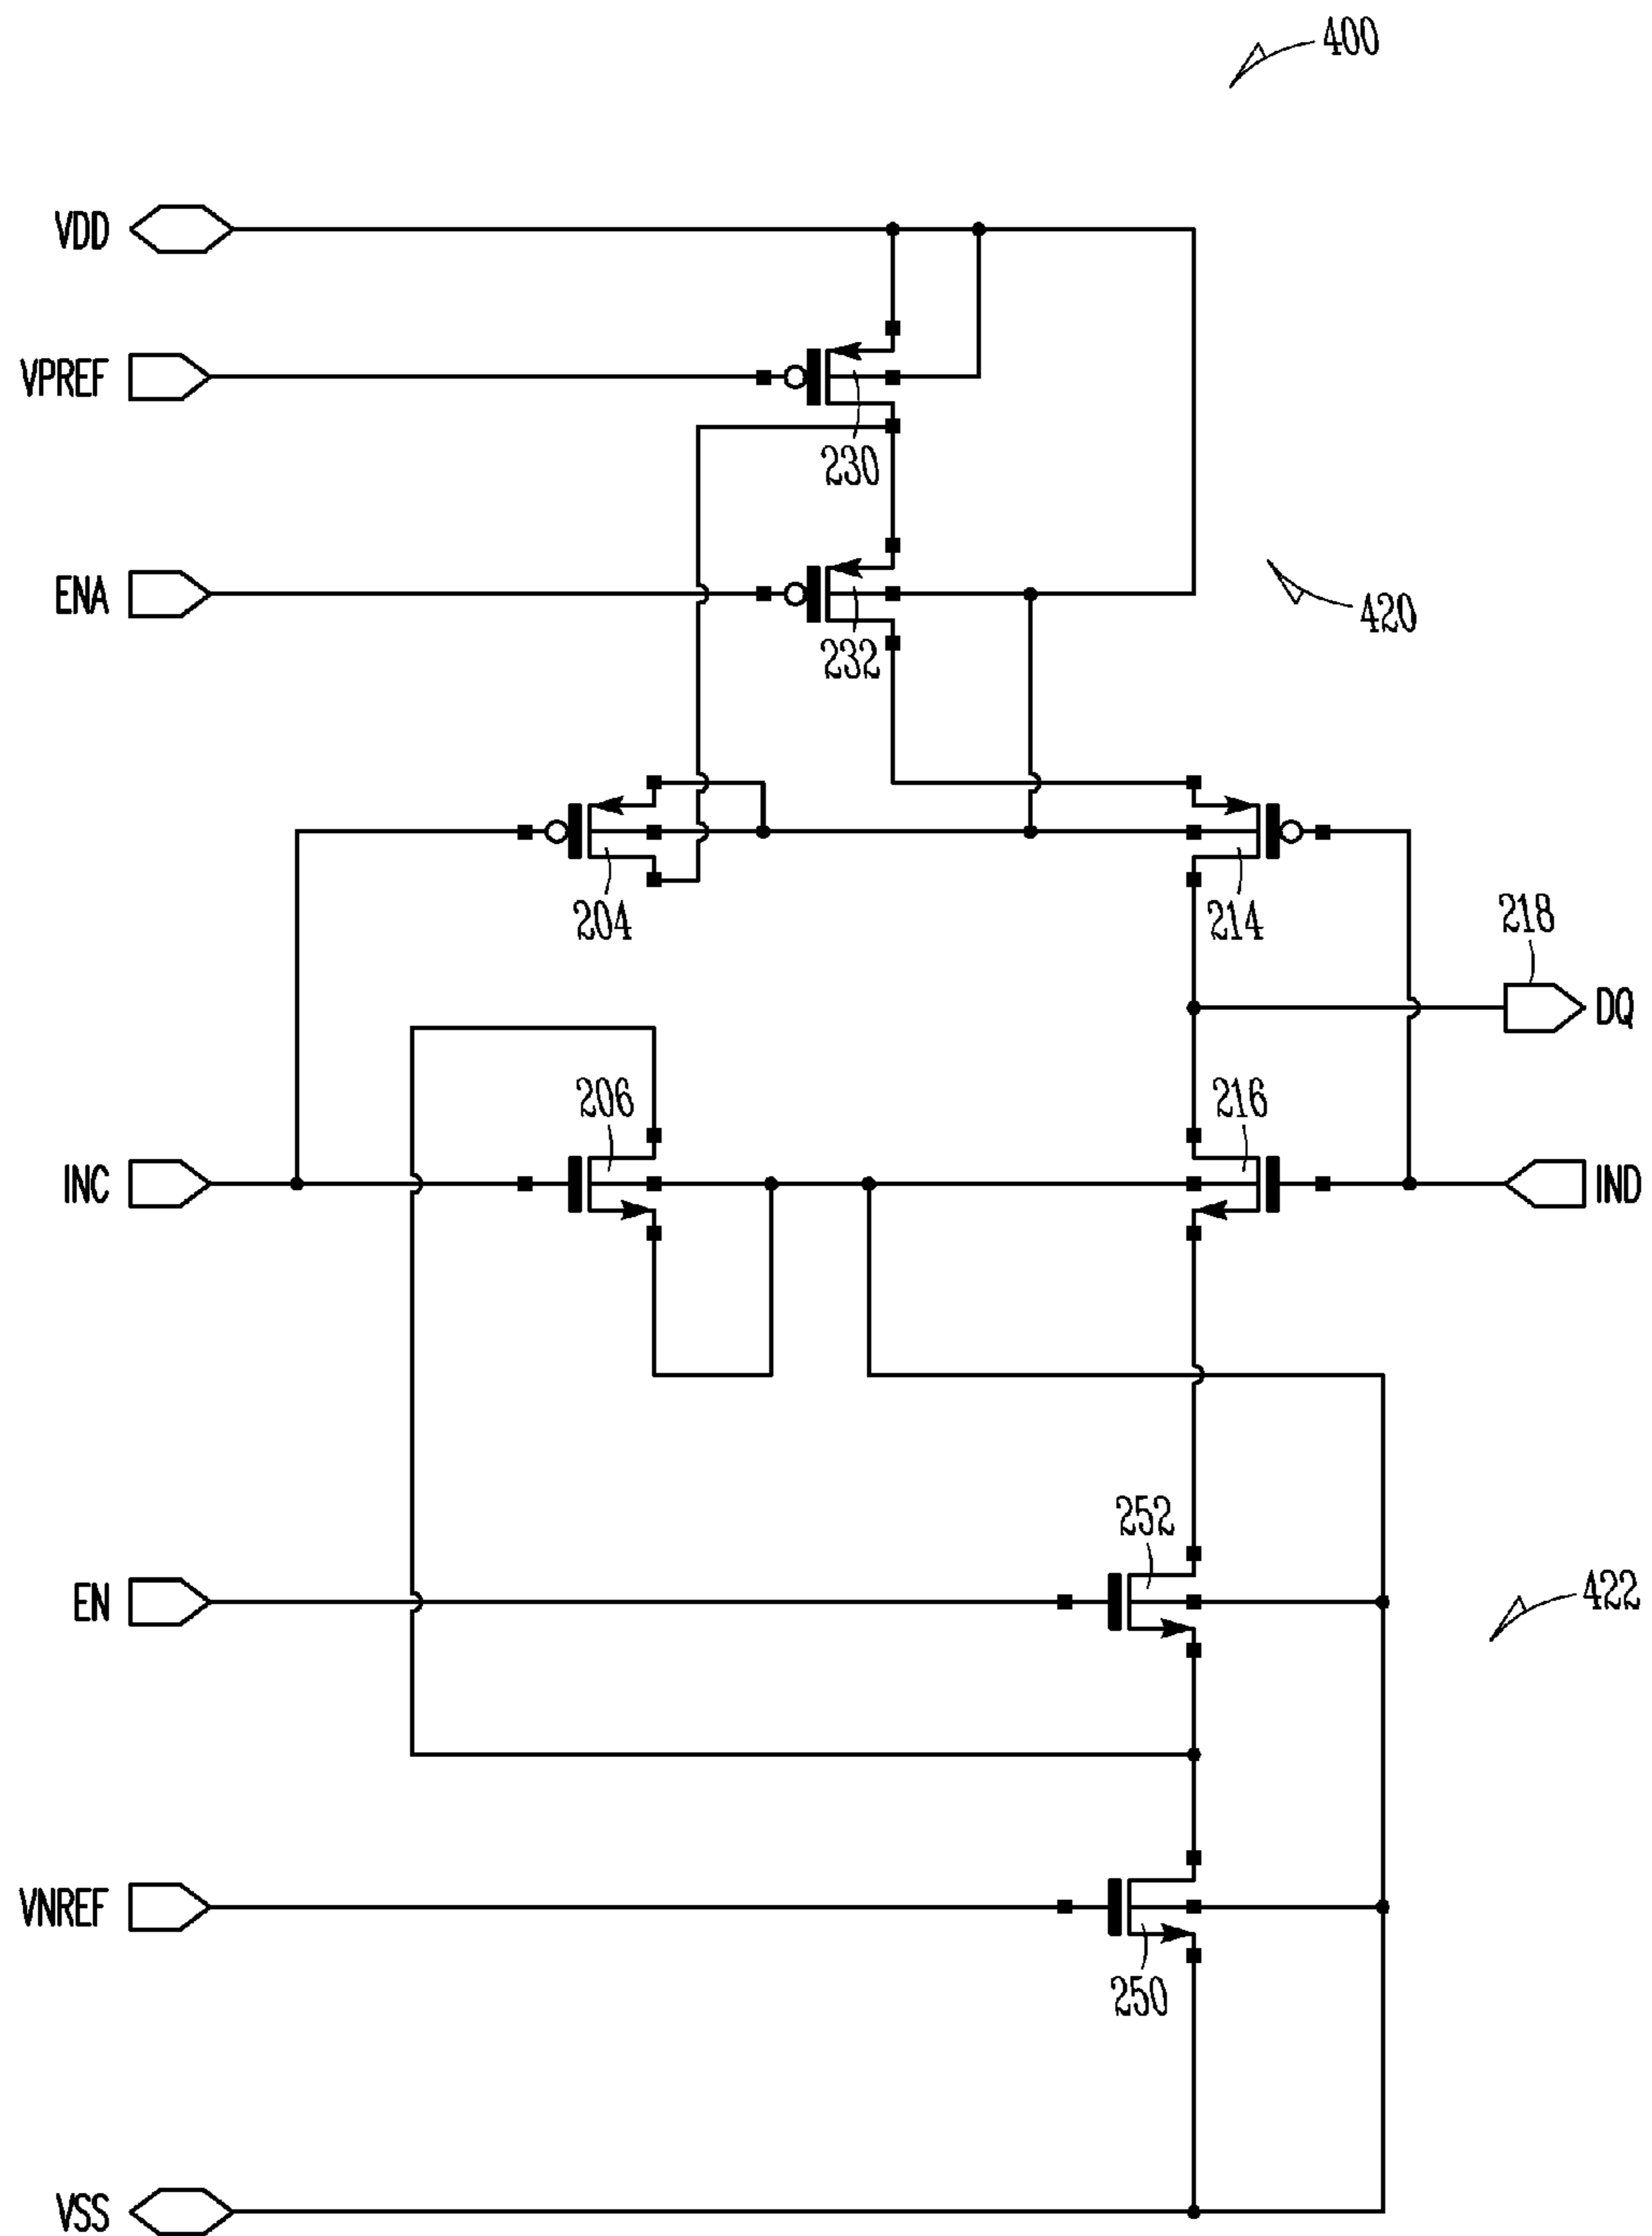 400
VDD
VPREF
230
ENA
420
232
204
214
218
DQ
206
216
INC
IND
252
EN
422
VNREF
250
VSS